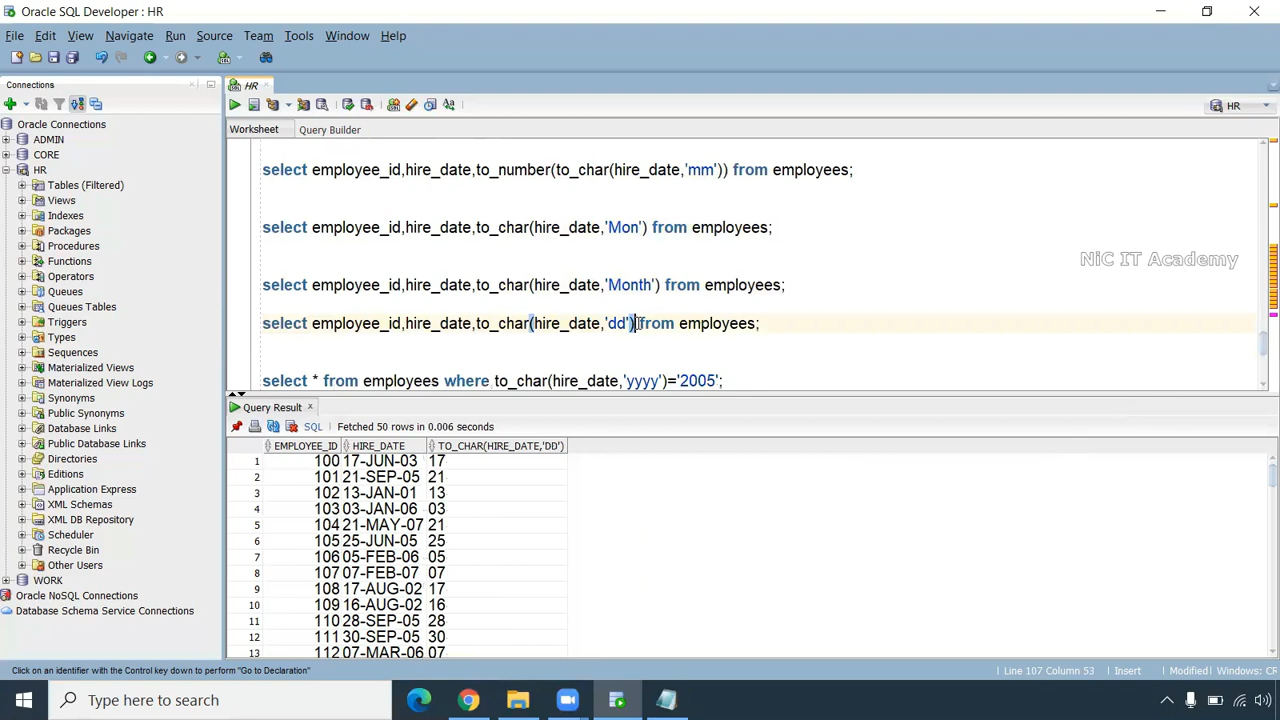 Oracle SQL Developer: HR
File Edit View Navigate Run Source Team Tools Window Help
Connections
HR
HR
Oracle Connections
Worksheet
Query Builder
ADMIN
CORE
HR
Tables (Filtered)
Views
Indexes
Packages
Procedures
Functions
Operators
Queues
Queues Tables
Triggers
Types
Sequences
Materialized Views
Materialized View Logs
Synonyms
Public Synonyms
Database Links
Public Database Links
Directories
Editions
Application Express
XML Schemas
XML DB Repository
Scheduler
Recycle Bin
Other Users
WORK
Oracle NoSQL Connections
Database Schema Service Connections
select employee_id,hire_date,to_number(to_char(hire_date,'mm')) from employees;
select employee_id,hire_date,to_char(hire_date,'Mon') from employees;
NiC IT Academy
select employee_id,hire_date,to_char(hire_date,'Month') from employees;
select employee_id,hire_date,to_char(hire_date,'dd') from employees;
select * from employees where to_char(hire_date,'yyyy')='2005';
Query Result
SQL Fetched 50 rows in 0.006 seconds
EMPLOYEE_ID HIRE_DATE TO_CHAR(HIRE_DATE,'DD')
1 100 17-JUN-03 17
2 101 21-SEP-05 21
3 102 13-JAN-01 13
4 103 03-JAN-06 03
5 104 21-MAY-07 21
6 105 25-JUN-05 25
7 106 05-FEB-06 05
8 107 07-FEB-07 07
9 108 17-AUG-02 17
10 109 16-AUG-02 16
11 110 28-SEP-05 28
12 111 30-SEP-05 30
13 112 07-MAR-06 07
Click on an identifier with the Control key down to perform "Go to Declaration"
Line 107 Column 53 Insert Modified Windows: CR
Type here to search